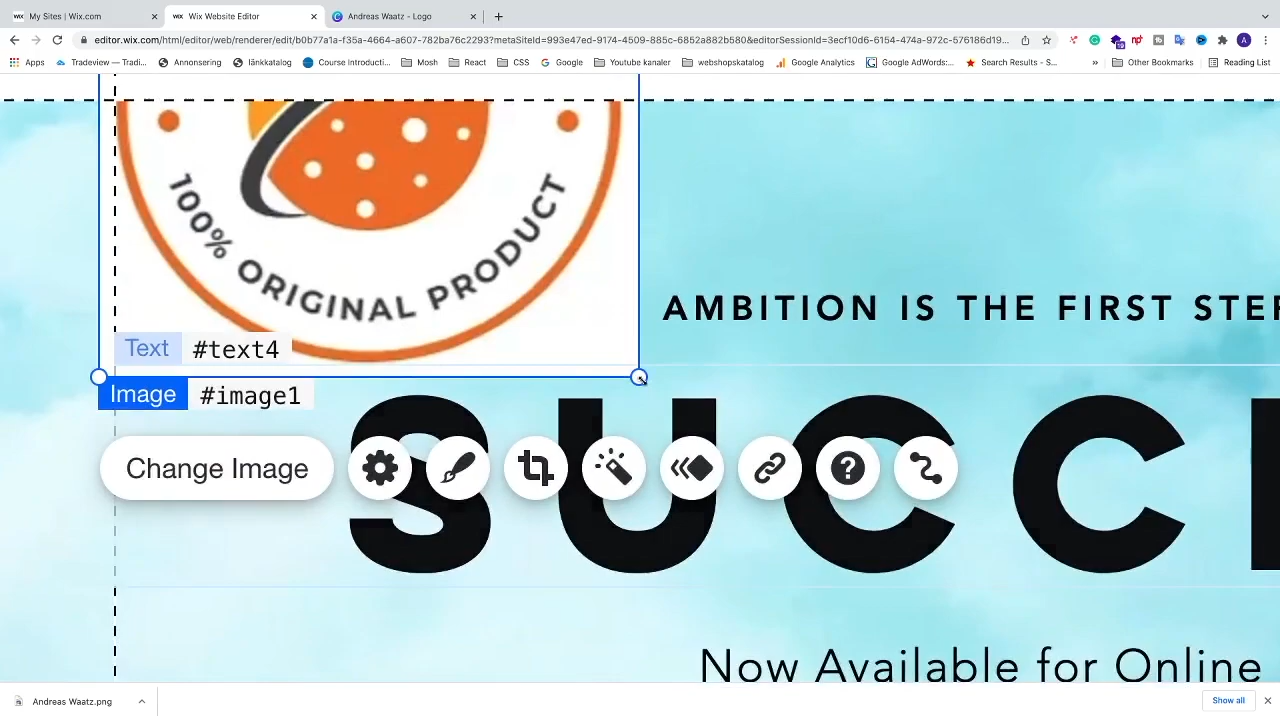 My Sites | Wix.com
Wix Website Editor
Andreas Waatz - Logo
editor.wix.com/html/editor/web/renderer/edit/b0b77a1a-f35a-4664-a607-782ba76c2293?metaSiteId=993e47ed-9174-4509-885c-6852a882b580&editorSessionId=3ecf10d6-6154-474a-972c-576186d19...
Apps
Tradeview -- Tradi...
Annonsering
länkkatalog
Course Introducti...
Mosh
React
CSS
Google
Youtube kanaler
webshopskatalog
Google Analytics
Google AdWords:...
Search Results - S...
»
Other Bookmarks
Reading List
100% ORIGINAL PRODUCT
AMBITION IS THE FIRST STEP
Text #text4
Image #image1
SUCCE
Change Image
Now Available for Online
Andreas Waatz.png
Show all